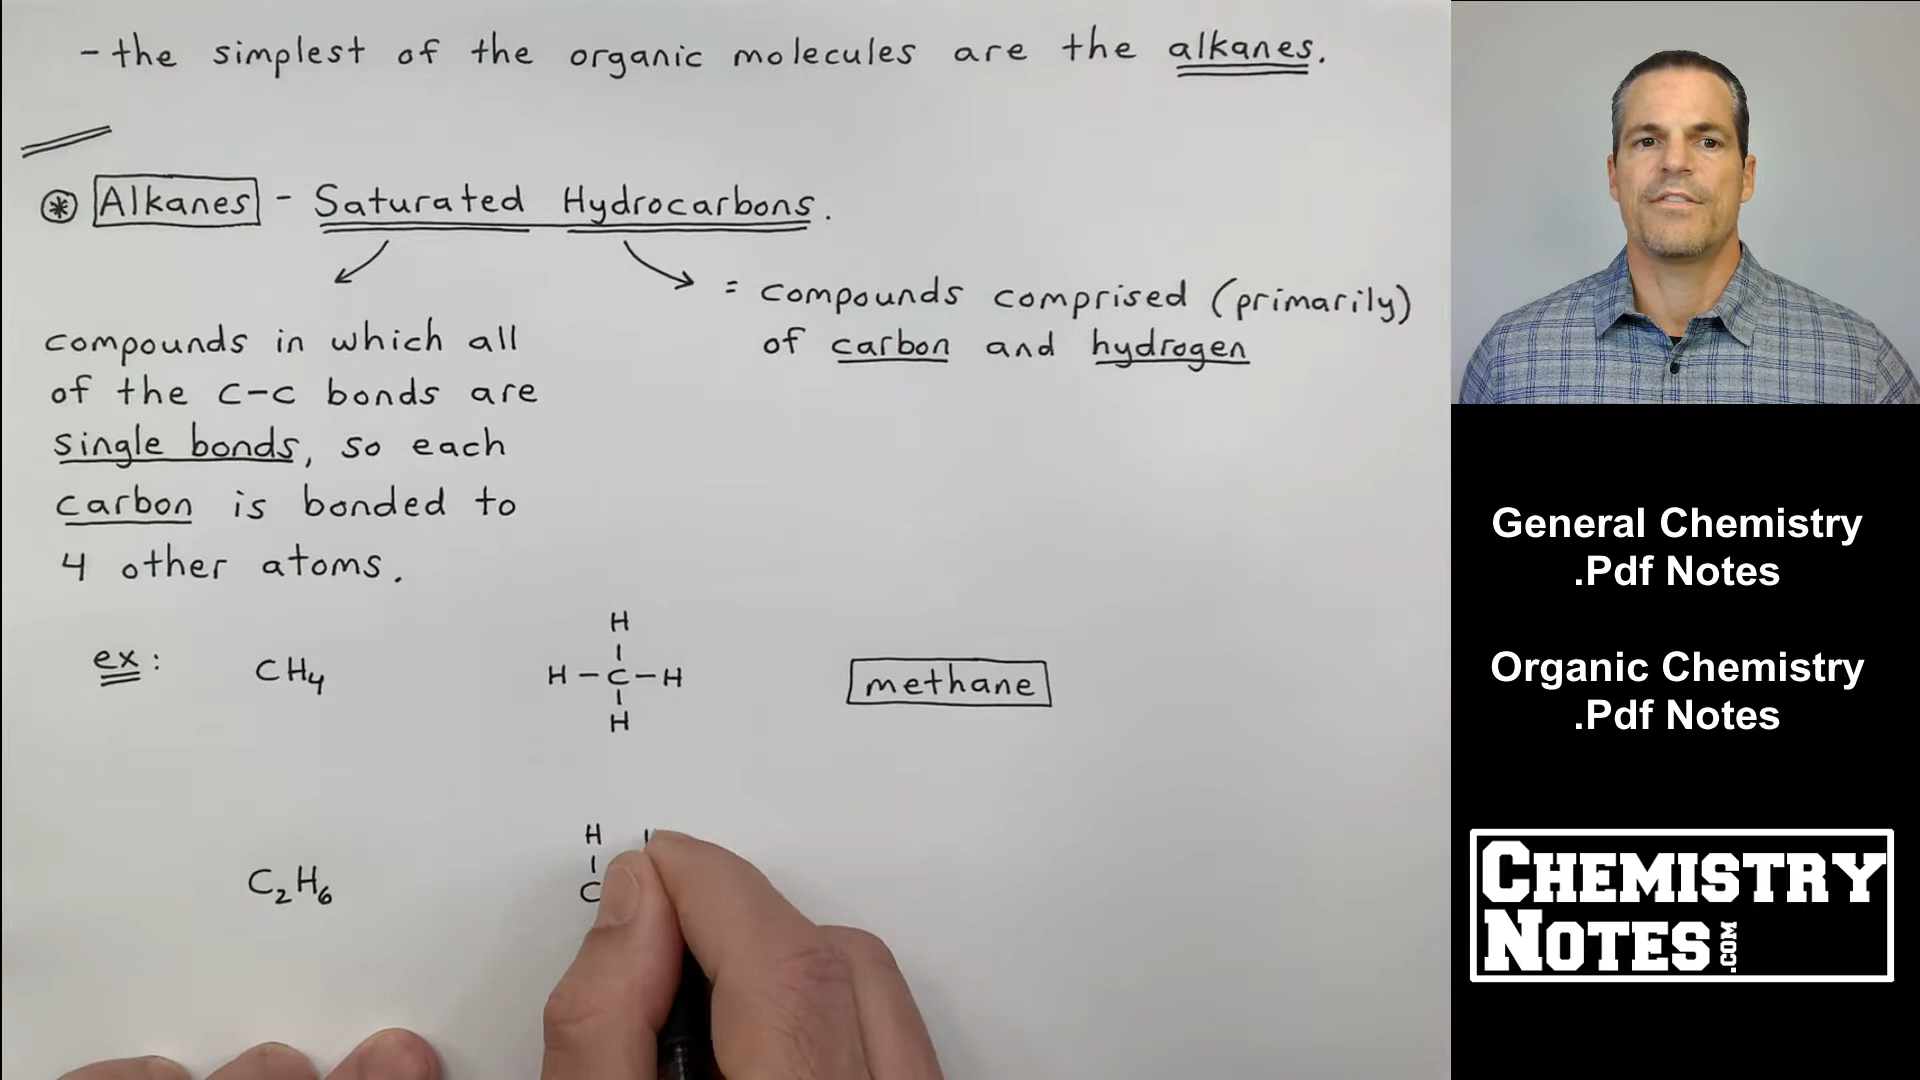 - the simplest of the organic molecules are the alkanes.
* Alkanes - Saturated Hydrocarbons.
= compounds comprised (primarily)
of carbon and hydrogen
compounds in which all
of the C-C bonds are
single bonds, so each
carbon is bonded to
4 other atoms.
H
ex: CH4 H-C-H methane
H
H
C2H6 C
General Chemistry
.Pdf Notes
Organic Chemistry
.Pdf Notes
CHEMISTRY
NOTES.COM